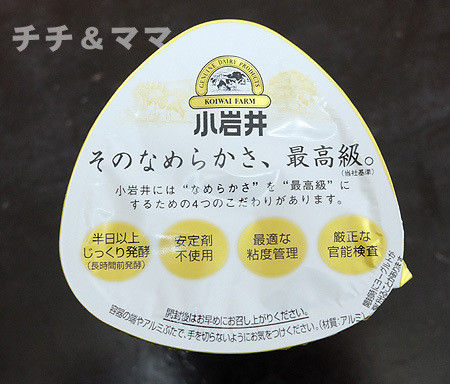 チチ＆ママ
GENUINE DAIRY PRODUCTS
KOIWAI FARM
小岩井
そのなめらかさ、最高級。
(当社基準)
小岩井には“なめらかさ”を“最高級”に
するための4つのこだわりがあります。
半日以上
じっくり発酵
(長時間前発酵)
安定剤
不使用
最適な
粘度管理
厳正な
官能検査
開封後はお早めにお召し上がりください。
容器の端やアルミぶたで、手を切らないようにお気をつけください。(材質:アルミ)